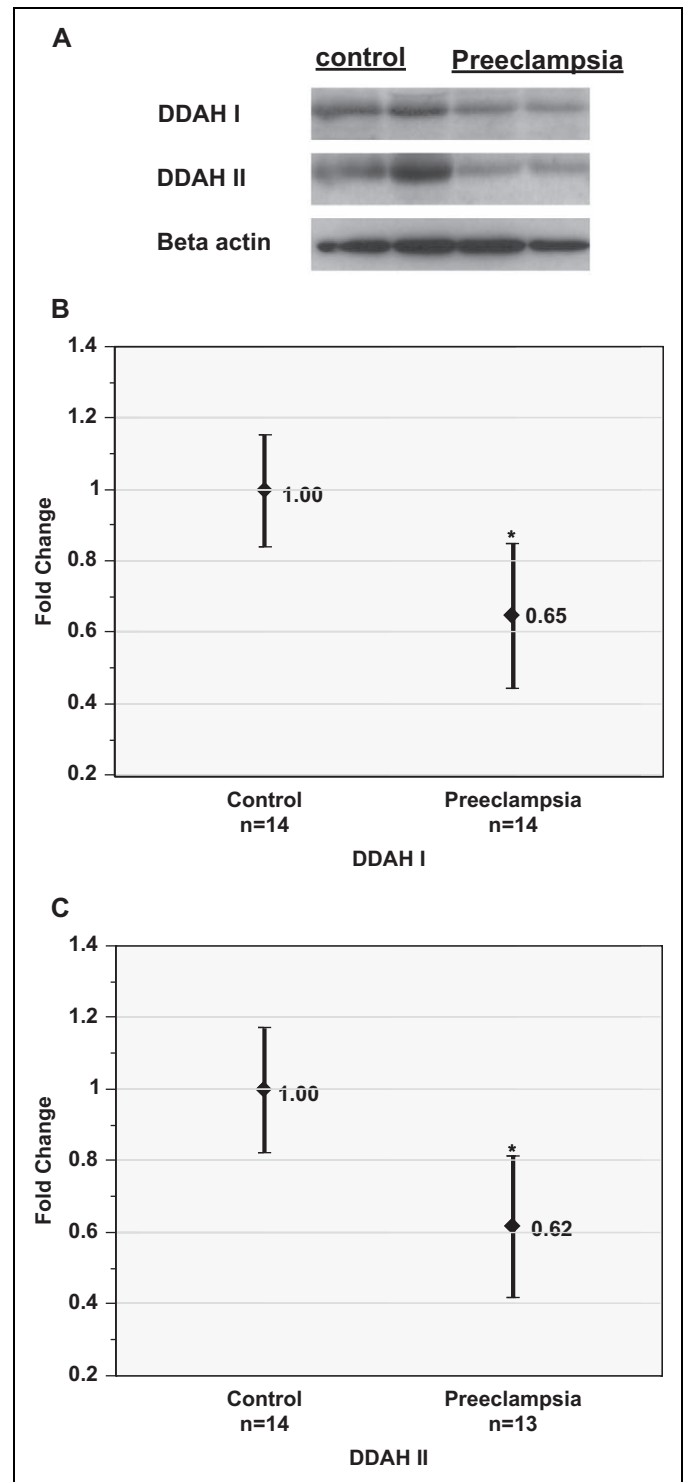 A
control Preeclampsia
DDAH I
DDAH II
Beta actin
B
1.4
1.2
1
0.8
0.6
0.4
0.2
Fold Change
1.00
*
0.65
Control Preeclampsia
n=14 n=14
DDAH I
C
1.4
1.2
1
0.8
0.6
0.4
0.2
Fold Change
1.00
*
0.62
Control Preeclampsia
n=14 n=13
DDAH II